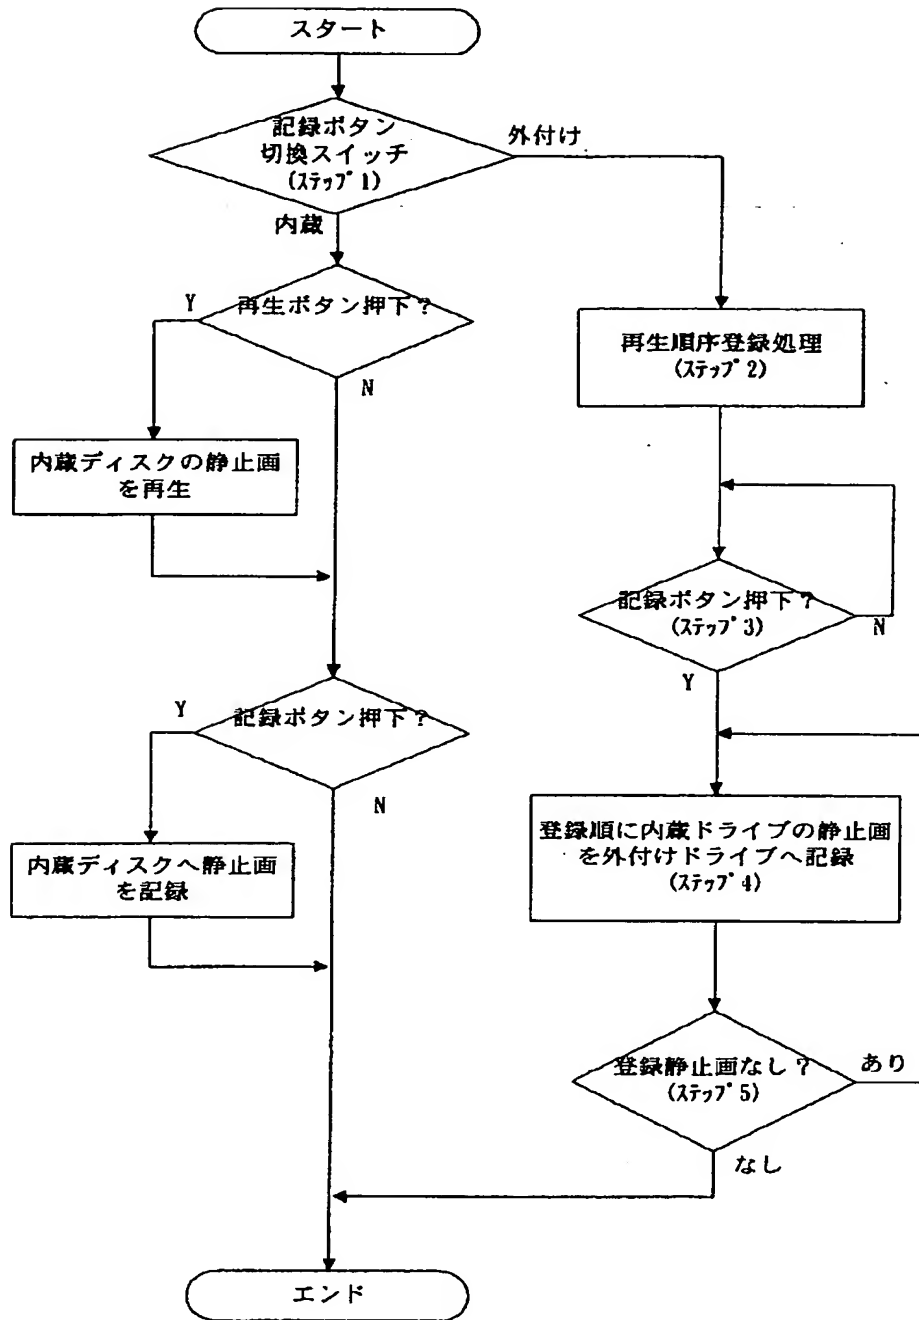 スタート
記録ボタン
切換スイッチ
(ステップ1)
外付け
内蔵
再生ボタン押下?
Y
N
内蔵ディスクの静止画
を再生
記録ボタン押下?
Y
N
内蔵ディスクへ静止画
を記録
再生順序登録処理
(ステップ2)
記録ボタン押下?
(ステップ3)
N
Y
登録順に内蔵ドライブの静止画
を外付けドライブへ記録
(ステップ4)
登録静止画なし?
(ステップ5)
あり
なし
エンド